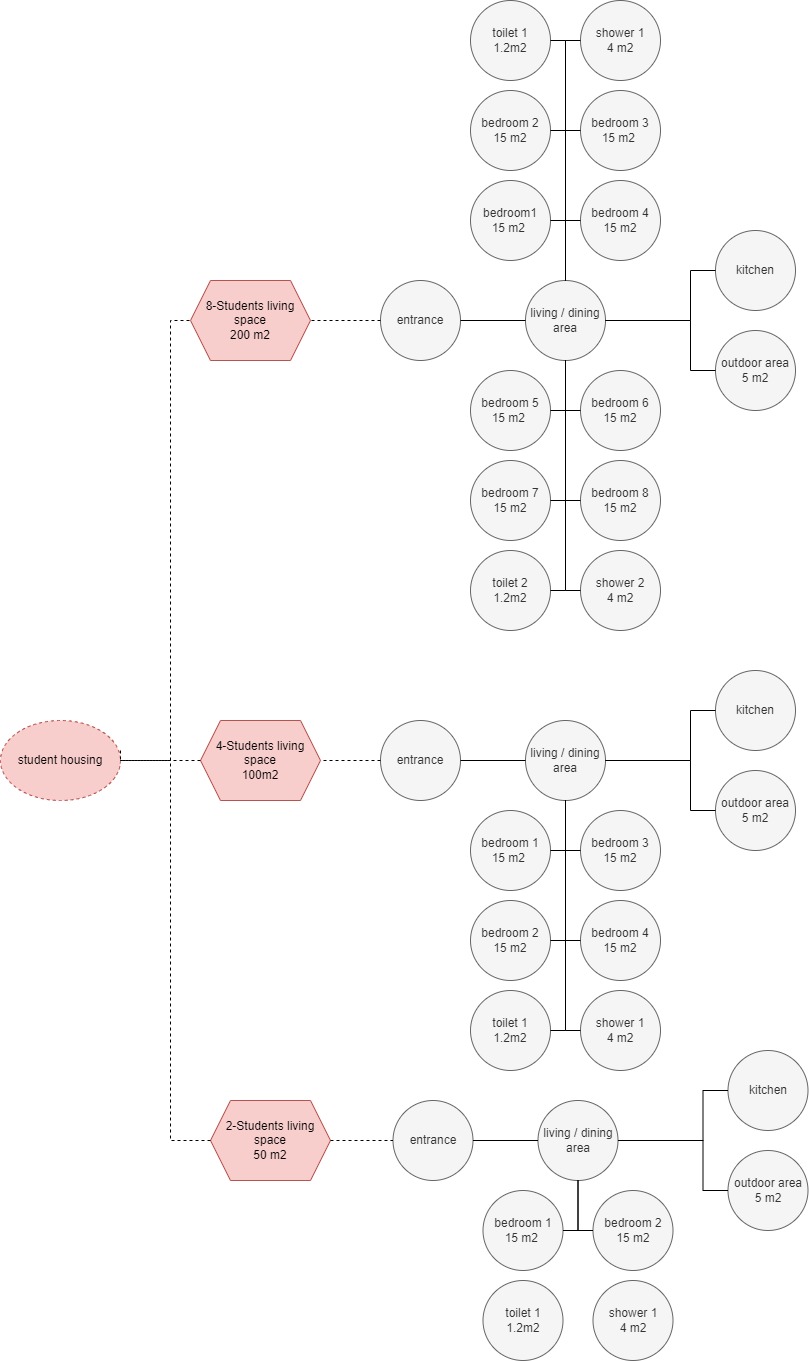 toilet 1
1.2m2
shower 1
4 m2
bedroom 2
15 m2
bedroom 3
15 m2
bedroom1
15 m2
bedroom 4
15 m2
8-Students living
space
200 m2
entrance
living / dining
area
kitchen
outdoor area
5 m2
bedroom 5
15 m2
bedroom 6
15 m2
bedroom 7
15 m2
bedroom 8
15 m2
toilet 2
1.2m2
shower 2
4 m2
student housing
4-Students living
space
100m2
entrance
living / dining
area
kitchen
outdoor area
5 m2
bedroom 1
15 m2
bedroom 3
15 m2
bedroom 2
15 m2
bedroom 4
15 m2
toilet 1
1.2m2
shower 1
4 m2
2-Students living
space
50 m2
entrance
living / dining
area
kitchen
outdoor area
5 m2
bedroom 1
15 m2
bedroom 2
15 m2
toilet 1
1.2m2
shower 1
4 m2